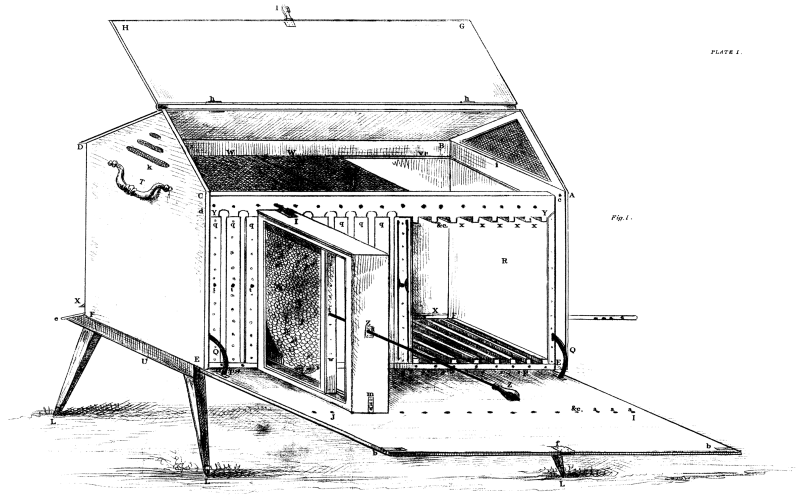 l
H G
PLATE I.
h h
D B
W W W
k i
T
C A
d Y Y c
I
q q q q q q q &c. x x x x x
Fig. 1.
R
X X
e F
Z
Q Q
E E
U w
Z
m
j &c. a a a I
L
b f b
L L